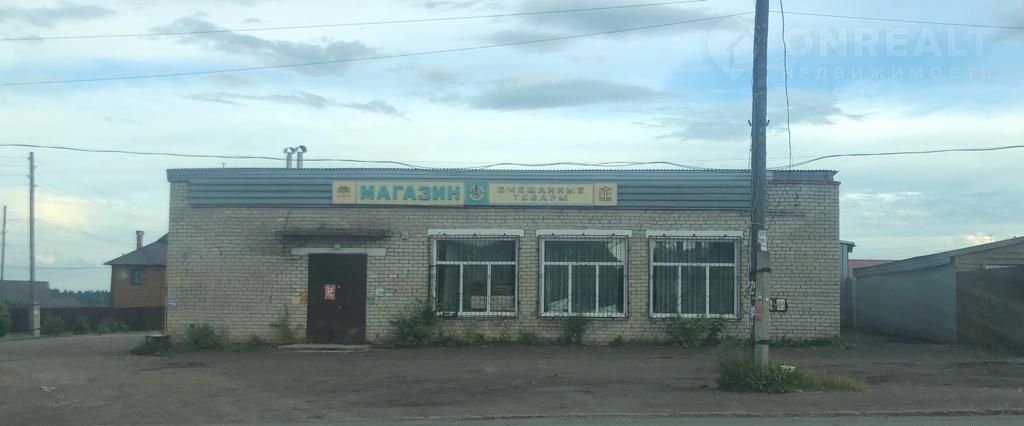 ONREALT
НЕДВИЖИМОСТЬ
МАГАЗИН
СМЕШАННЫЕ
ТОВАРЫ